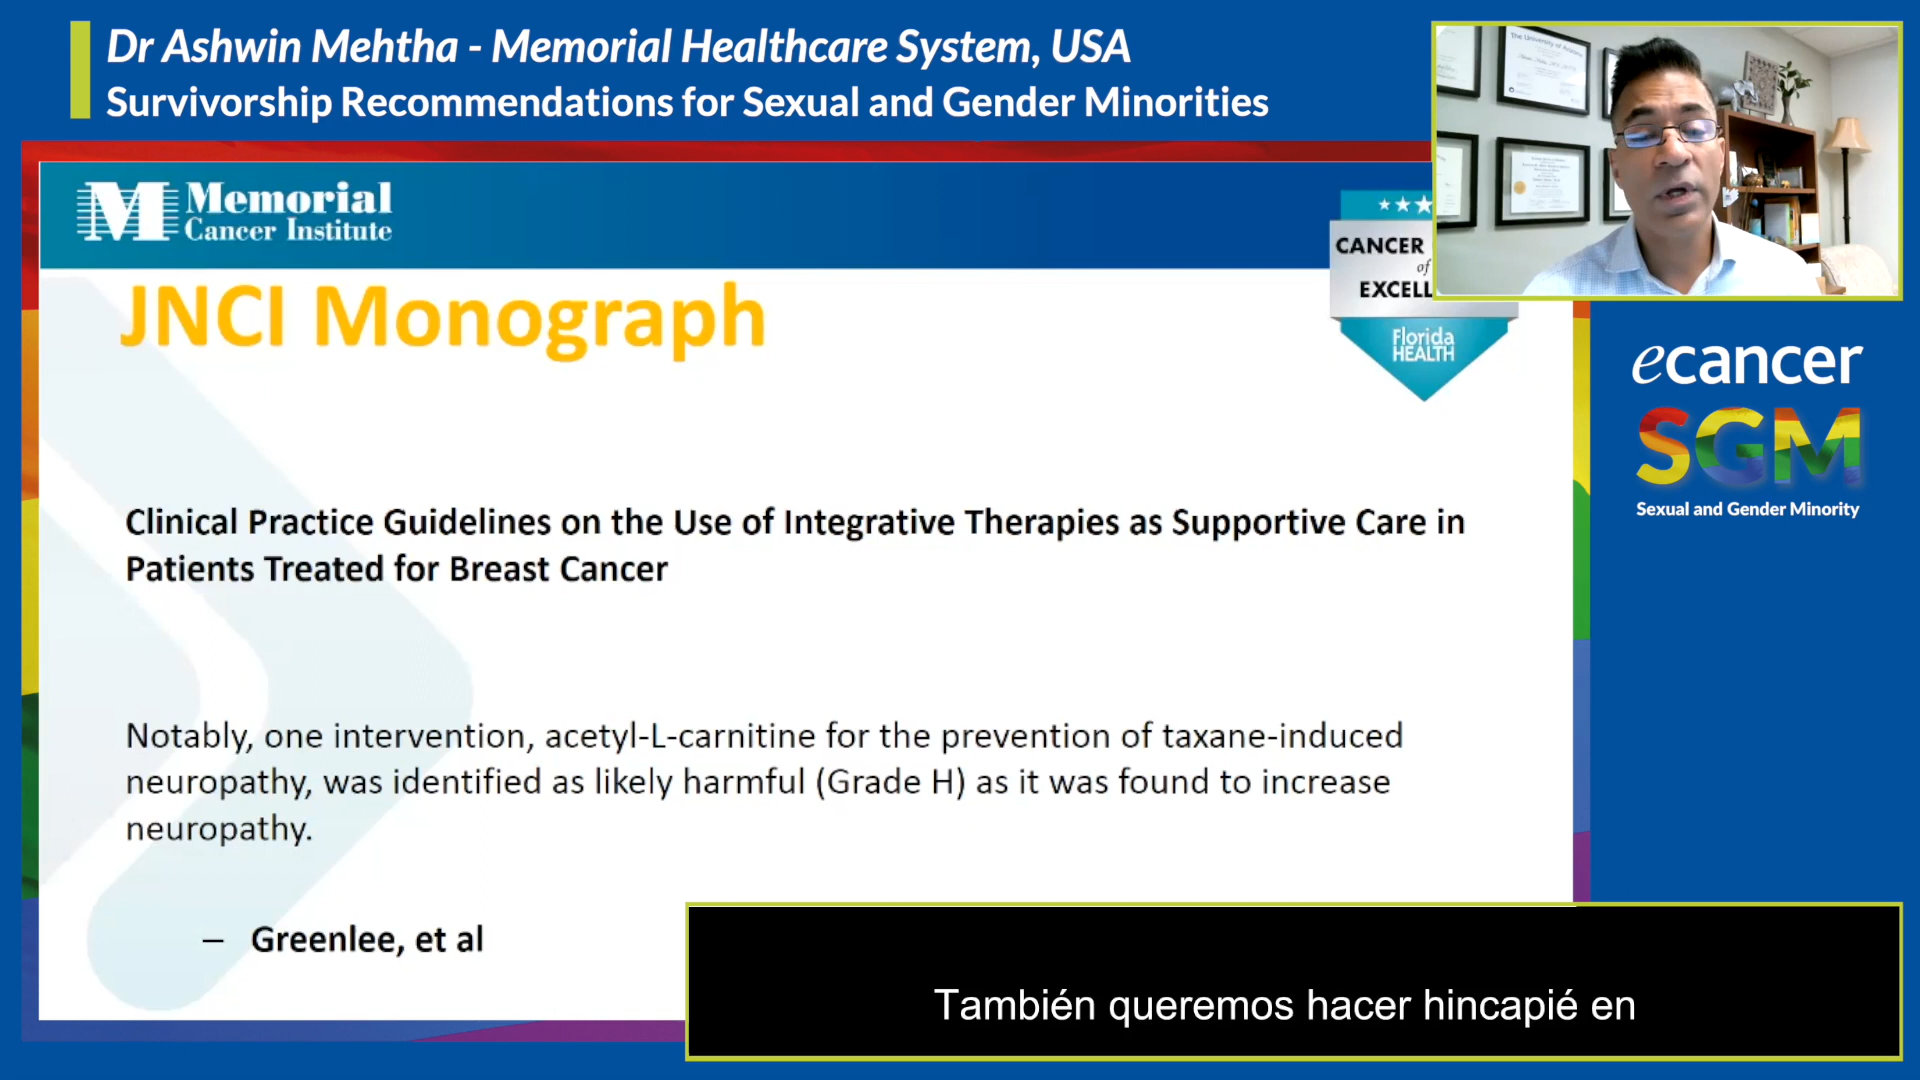 Dr Ashwin Mehtha - Memorial Healthcare System, USA
Survivorship Recommendations for Sexual and Gender Minorities
Memorial
Cancer Institute
CANCER
of
EXCELL
Florida
HEALTH
JNCI Monograph
Clinical Practice Guidelines on the Use of Integrative Therapies as Supportive Care in
Patients Treated for Breast Cancer
Notably, one intervention, acetyl-L-carnitine for the prevention of taxane-induced
neuropathy, was identified as likely harmful (Grade H) as it was found to increase
neuropathy.
– Greenlee, et al
ecancer
SGM
Sexual and Gender Minority
También queremos hacer hincapié en